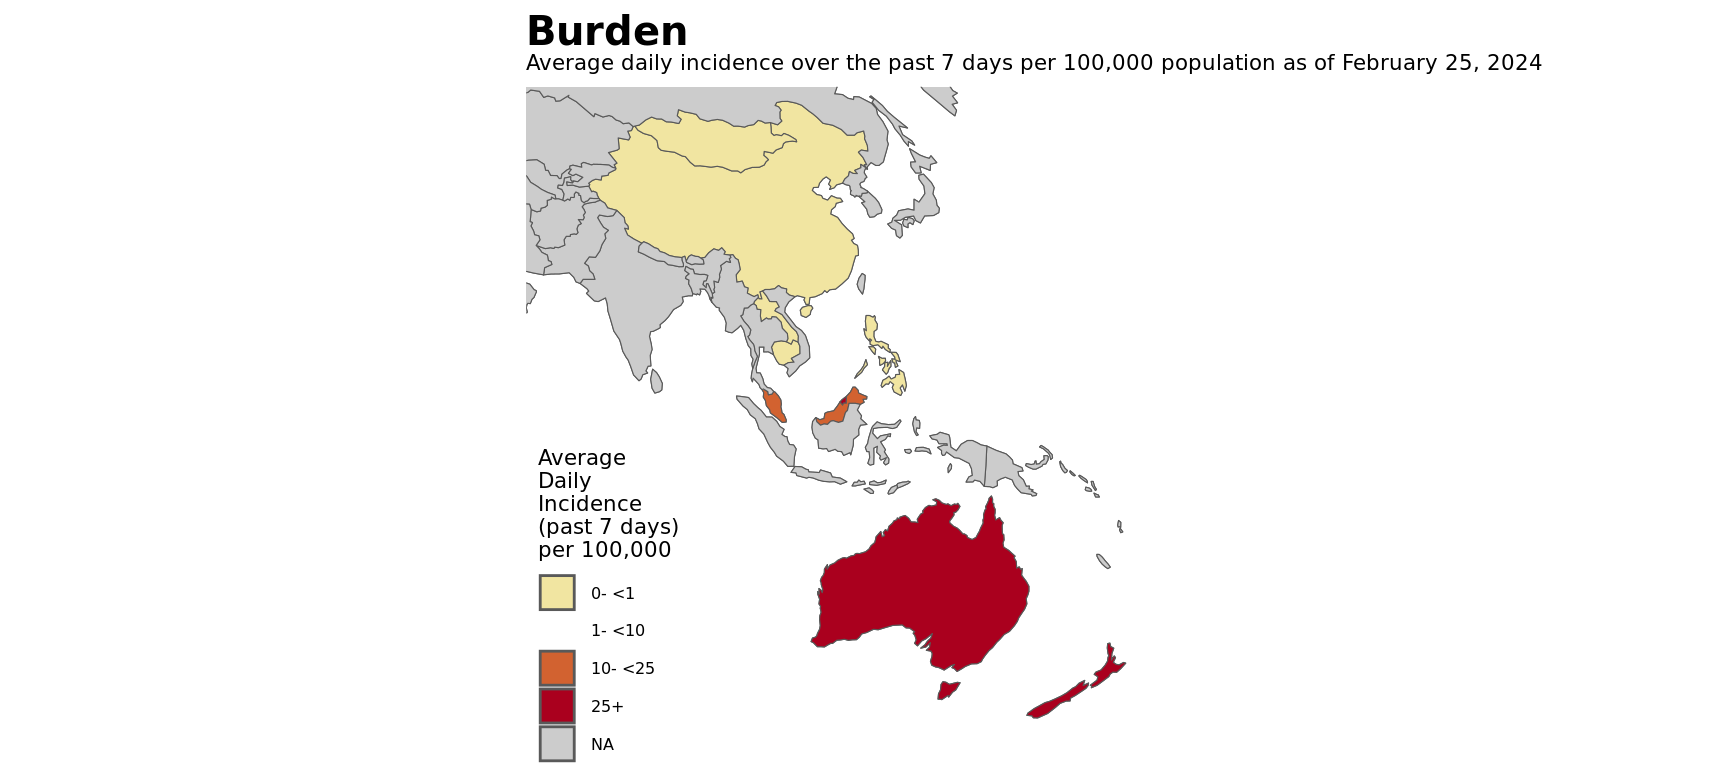 Burden
Average daily incidence over the past 7 days per 100,000 population as of February 25, 2024
Average
Daily
Incidence
(past 7 days)
per 100,000
0- <1
1- <10
10- <25
25+
NA